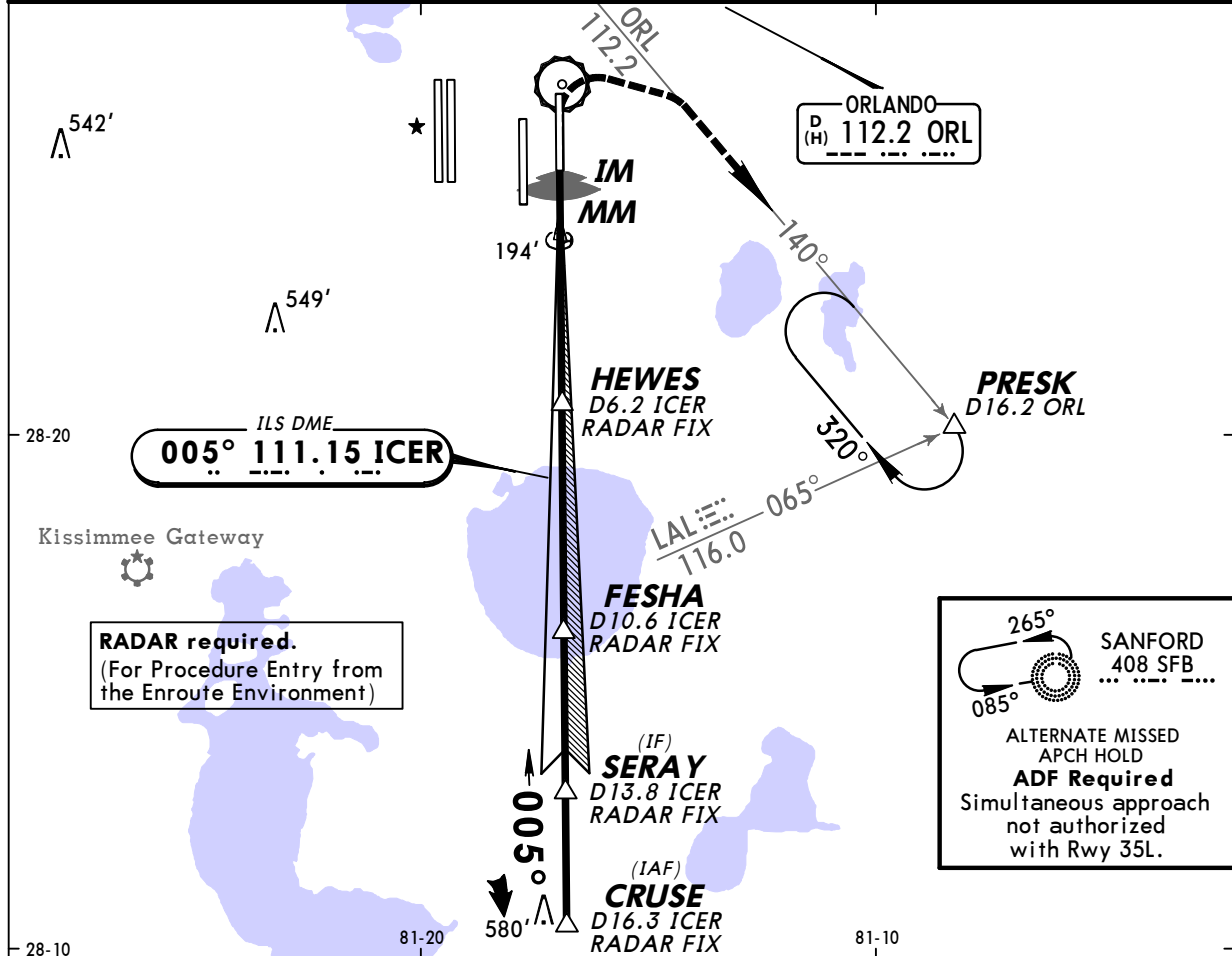 ORL
112.2
ORLANDO
D
(H) 112.2 ORL
542'
IM
MM
194'
549'
140°
HEWES
D6.2 ICER
RADAR FIX
PRESK
D16.2 ORL
320°
28-20
ILS DME
005° 111.15 ICER
LAL 065°
116.0
Kissimmee Gateway
FESHA
D10.6 ICER
RADAR FIX
RADAR required.
(For Procedure Entry from
the Enroute Environment)
265°
SANFORD
408 SFB
085°
ALTERNATE MISSED
APCH HOLD
ADF Required
Simultaneous approach
not authorized
with Rwy 35L.
(IF)
SERAY
D13.8 ICER
RADAR FIX
005°
(IAF)
CRUSE
D16.3 ICER
RADAR FIX
580'
28-10
81-20
81-10